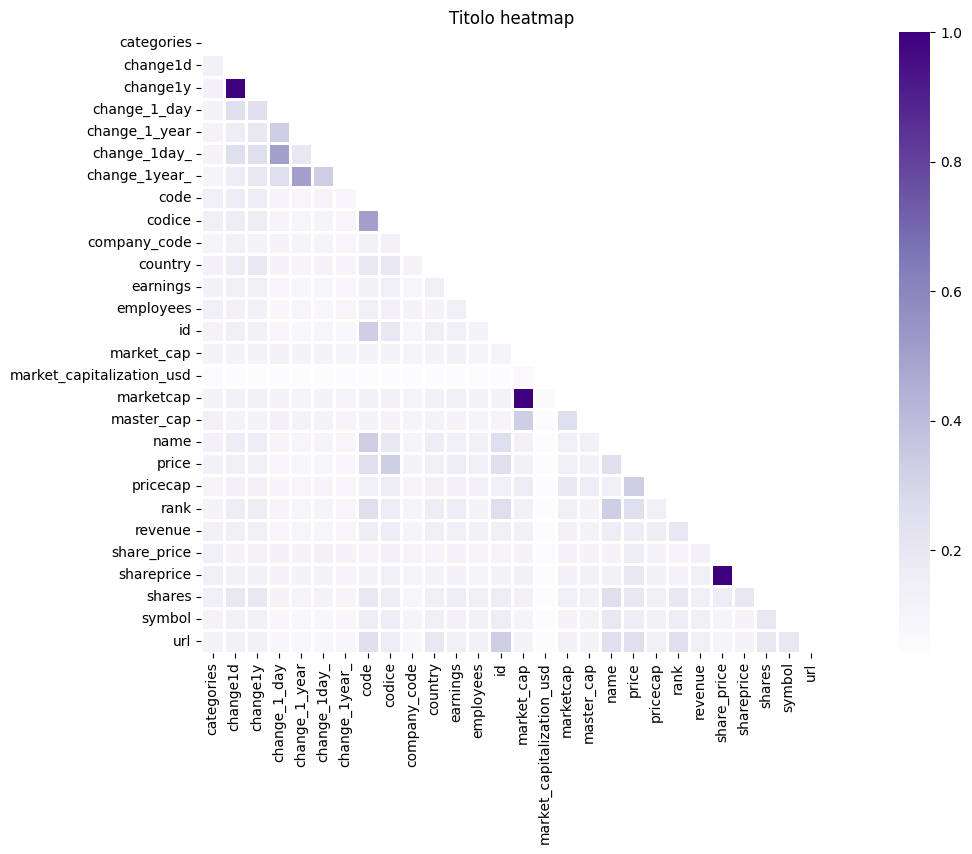 Titolo heatmap
categories
change1d
change1y
change_1_day
change_1_year
change_1day_
change_1year_
code
codice
company_code
country
earnings
employees
id
market_cap
market_capitalization_usd
marketcap
master_cap
name
price
pricecap
rank
revenue
share_price
shareprice
shares
symbol
url
categories
change1d
change1y
change_1_day
change_1_year
change_1day_
change_1year_
code
codice
company_code
country
earnings
employees
id
market_cap
market_capitalization_usd
marketcap
master_cap
name
price
pricecap
rank
revenue
share_price
shareprice
shares
symbol
url
1.0
0.8
0.6
0.4
0.2